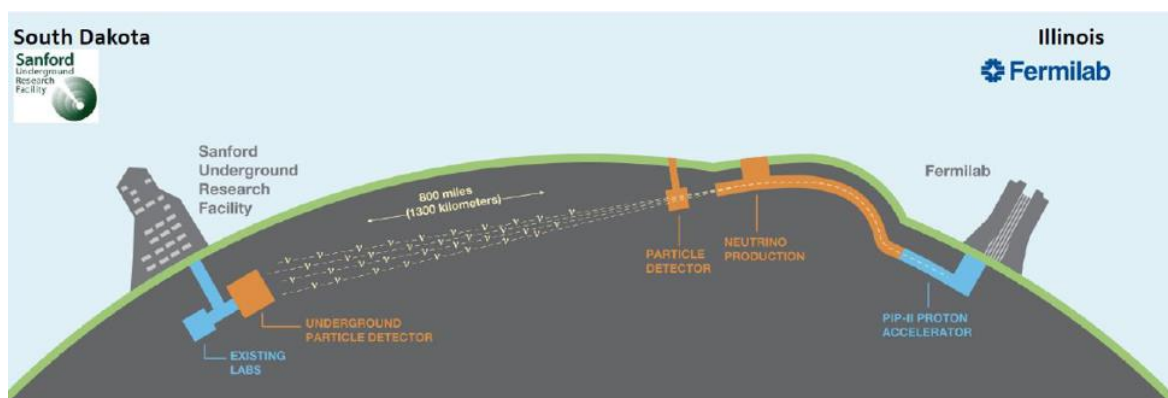 South Dakota
Sanford
Underground
Research
Facility
Illinois
Fermilab
Sanford
Underground
Research
Facility
800 miles
(1300 kilometers)
Fermilab
PARTICLE
DETECTOR
NEUTRINO
PRODUCTION
UNDERGROUND
PARTICLE DETECTOR
EXISTING
LABS
PIP-II PROTON
ACCELERATOR
ν ν ν ν ν ν ν ν